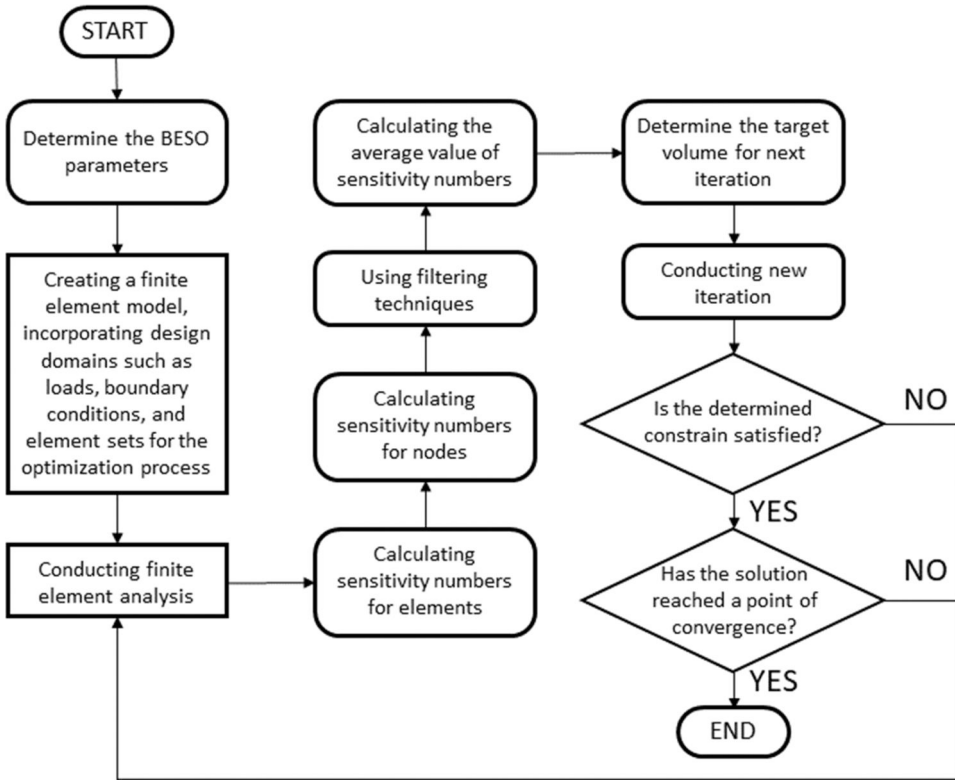 START
Determine the BESO
parameters
Creating a finite
element model,
incorporating design
domains such as
loads, boundary
conditions, and
element sets for the
optimization process
Conducting finite
element analysis
Calculating
sensitivity numbers
for elements
Calculating
sensitivity numbers
for nodes
Using filtering
techniques
Calculating the
average value of
sensitivity numbers
Determine the target
volume for next
iteration
Conducting new
iteration
Is the determined
constrain satisfied?
NO
YES
Has the solution
reached a point of
convergence?
NO
YES
END